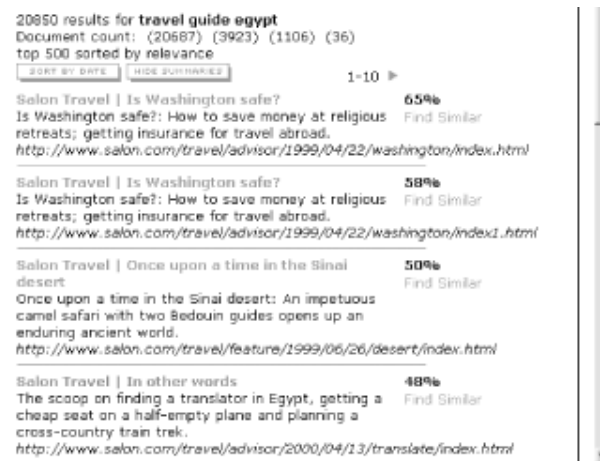 20850 results for travel guide egypt
Document count: (20687) (3923) (1106) (36)
top 500 sorted by relevance
SORT BY DATE HIDE SUMMARIES 1-10
Salon Travel | Is Washington safe? 65%
Is Washington safe?: How to save money at religious Find Similar
retreats; getting insurance for travel abroad.
http://www.salon.com/travel/advisor/1999/04/22/washington/index.html
Salon Travel | Is Washington safe? 58%
Is Washington safe?: How to save money at religious Find Similar
retreats; getting insurance for travel abroad.
http://www.salon.com/travel/advisor/1999/04/22/washington/index1.html
Salon Travel | Once upon a time in the Sinai 50%
desert Find Similar
Once upon a time in the Sinai desert: An impetuous
camel safari with two Bedouin guides opens up an
enduring ancient world.
http://www.salon.com/travel/feature/1999/06/26/desert/index.html
Salon Travel | In other words 48%
The scoop on finding a translator in Egypt, getting a Find Similar
cheap seat on a half-empty plane and planning a
cross-country train trek.
http://www.salon.com/travel/advisor/2000/04/13/translate/index.html